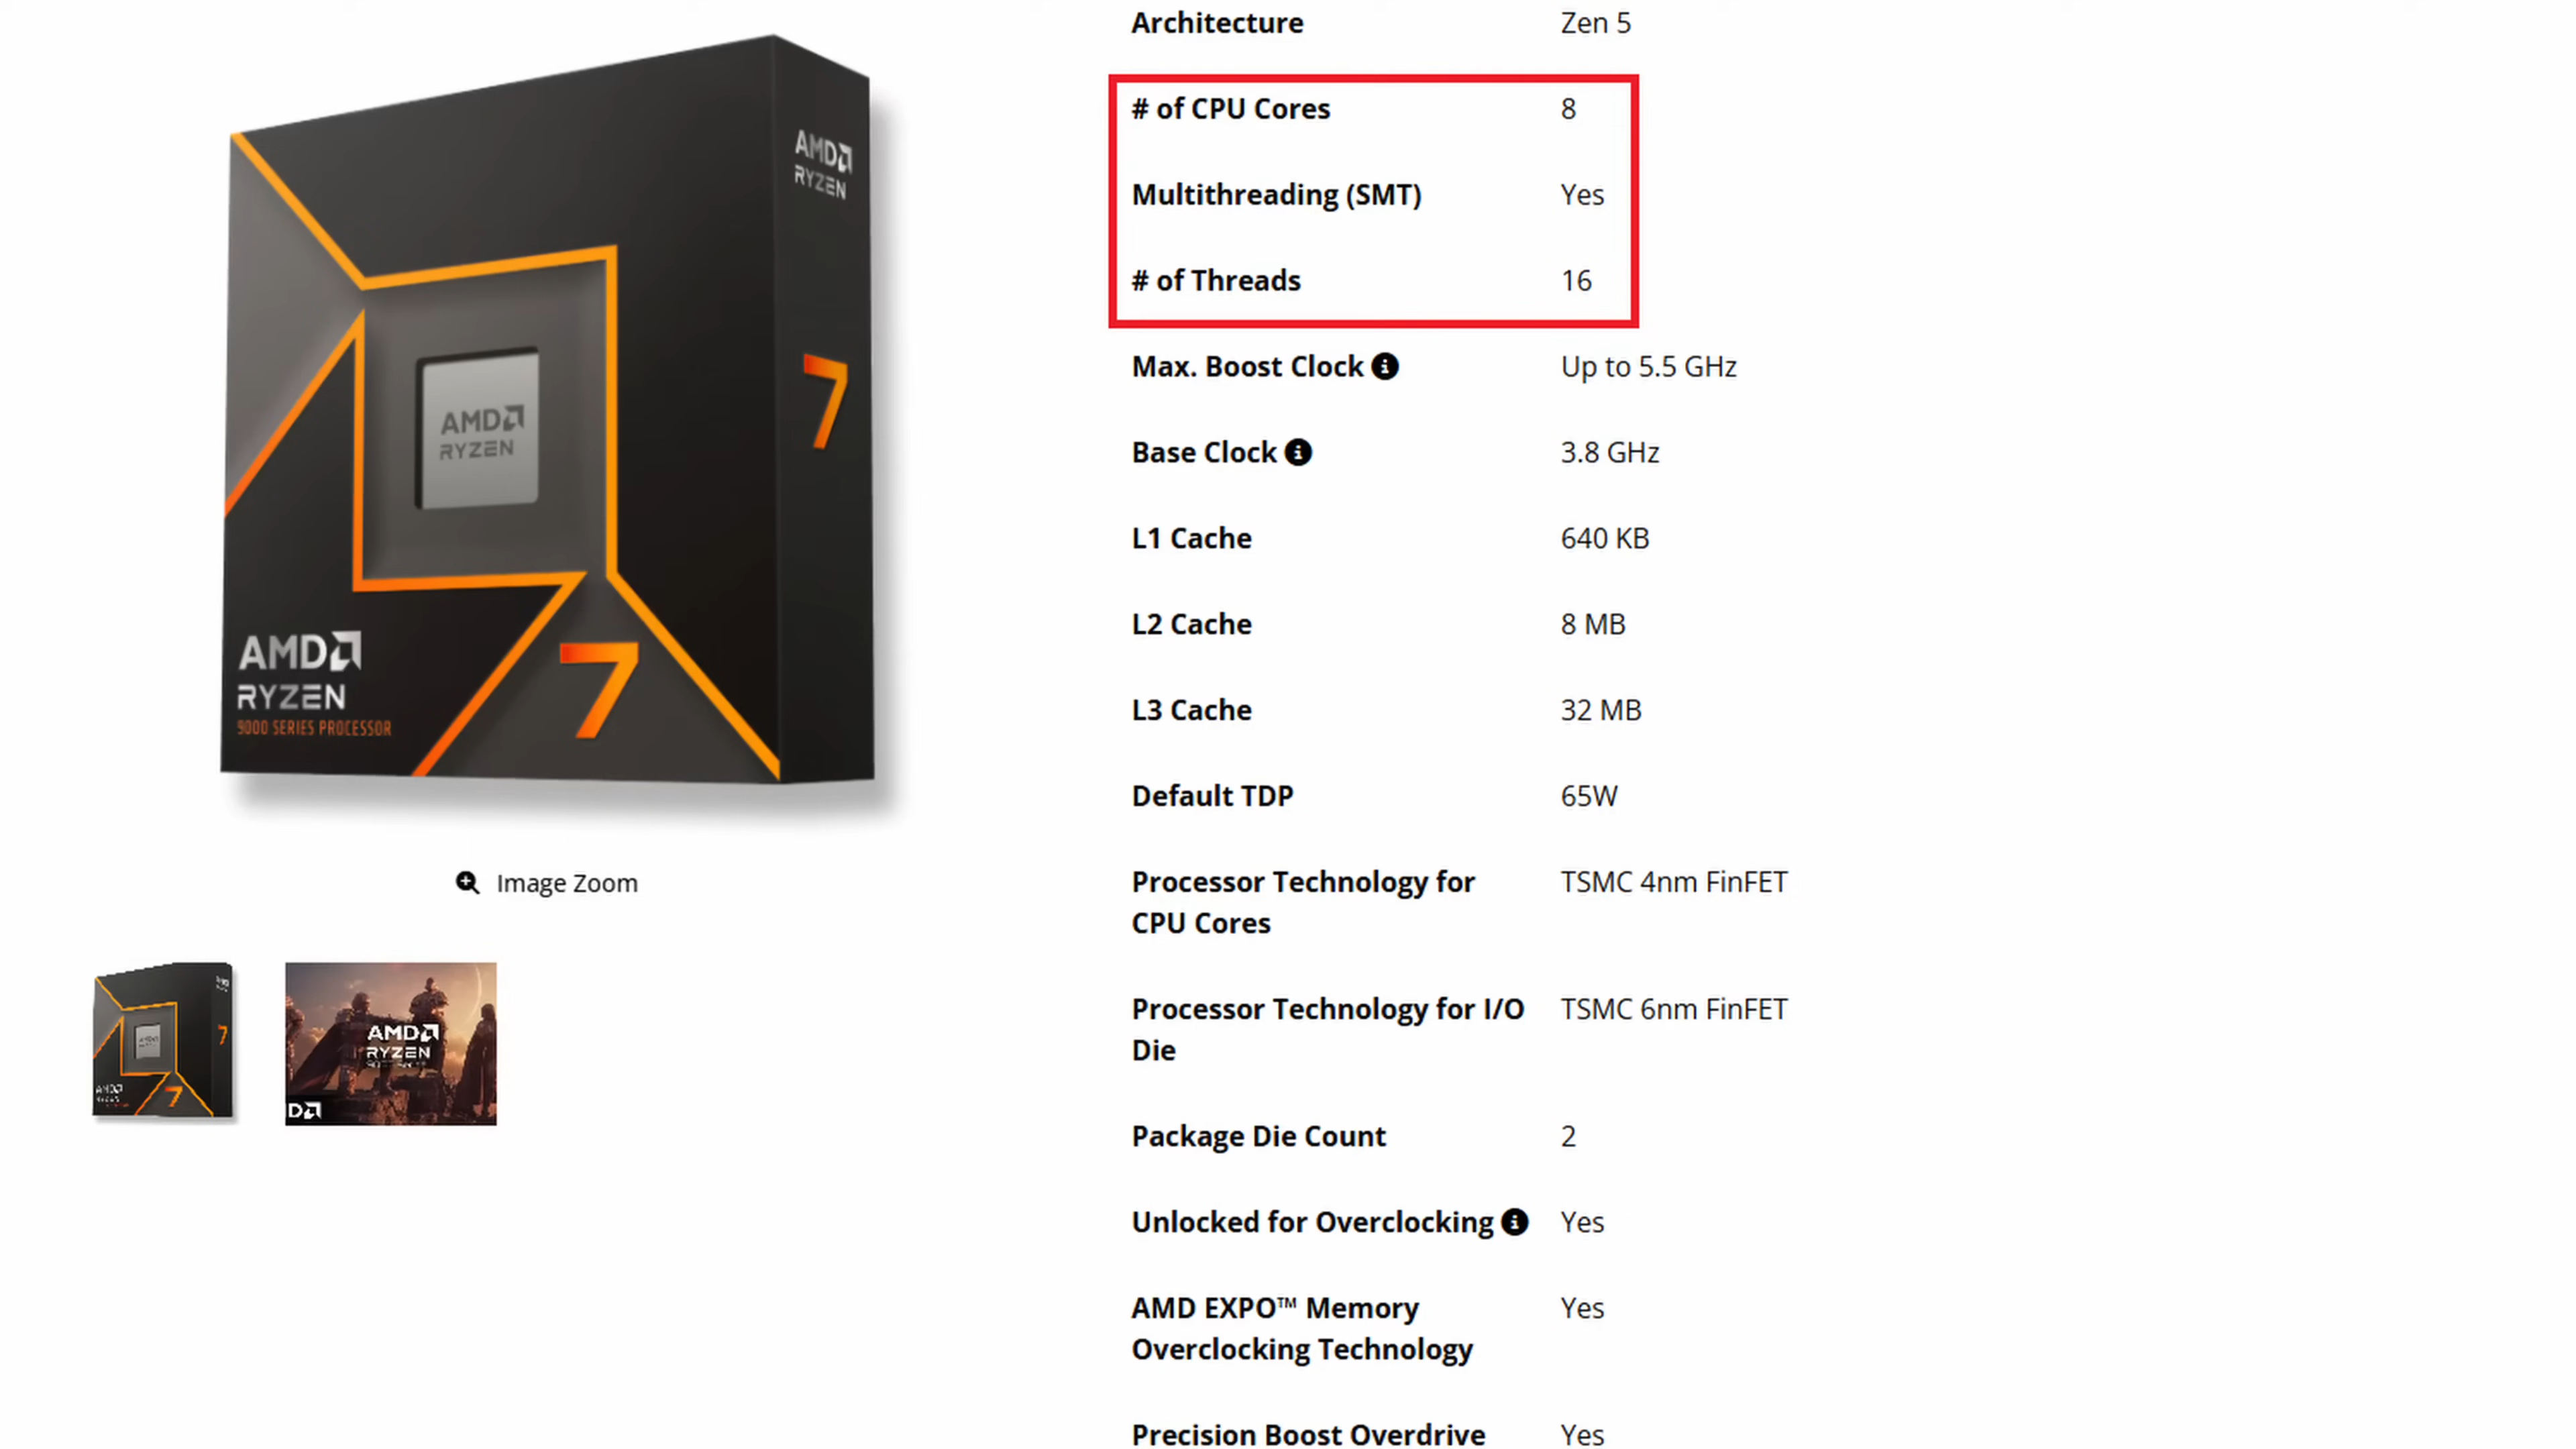 Architecture Zen 5
# of CPU Cores 8
Multithreading (SMT) Yes
# of Threads 16
Max. Boost Clock Up to 5.5 GHz
Base Clock 3.8 GHz
L1 Cache 640 KB
L2 Cache 8 MB
L3 Cache 32 MB
Default TDP 65W
Processor Technology for CPU Cores TSMC 4nm FinFET
Processor Technology for I/O Die TSMC 6nm FinFET
Package Die Count 2
Unlocked for Overclocking Yes
AMD EXPO™ Memory Overclocking Technology Yes
Precision Boost Overdrive Yes
AMD
RYZEN
7
AMD
RYZEN
AMD
RYZEN
9000 SERIES PROCESSOR
7
Image Zoom
7
AMD
RYZEN
7
AMD
RYZEN